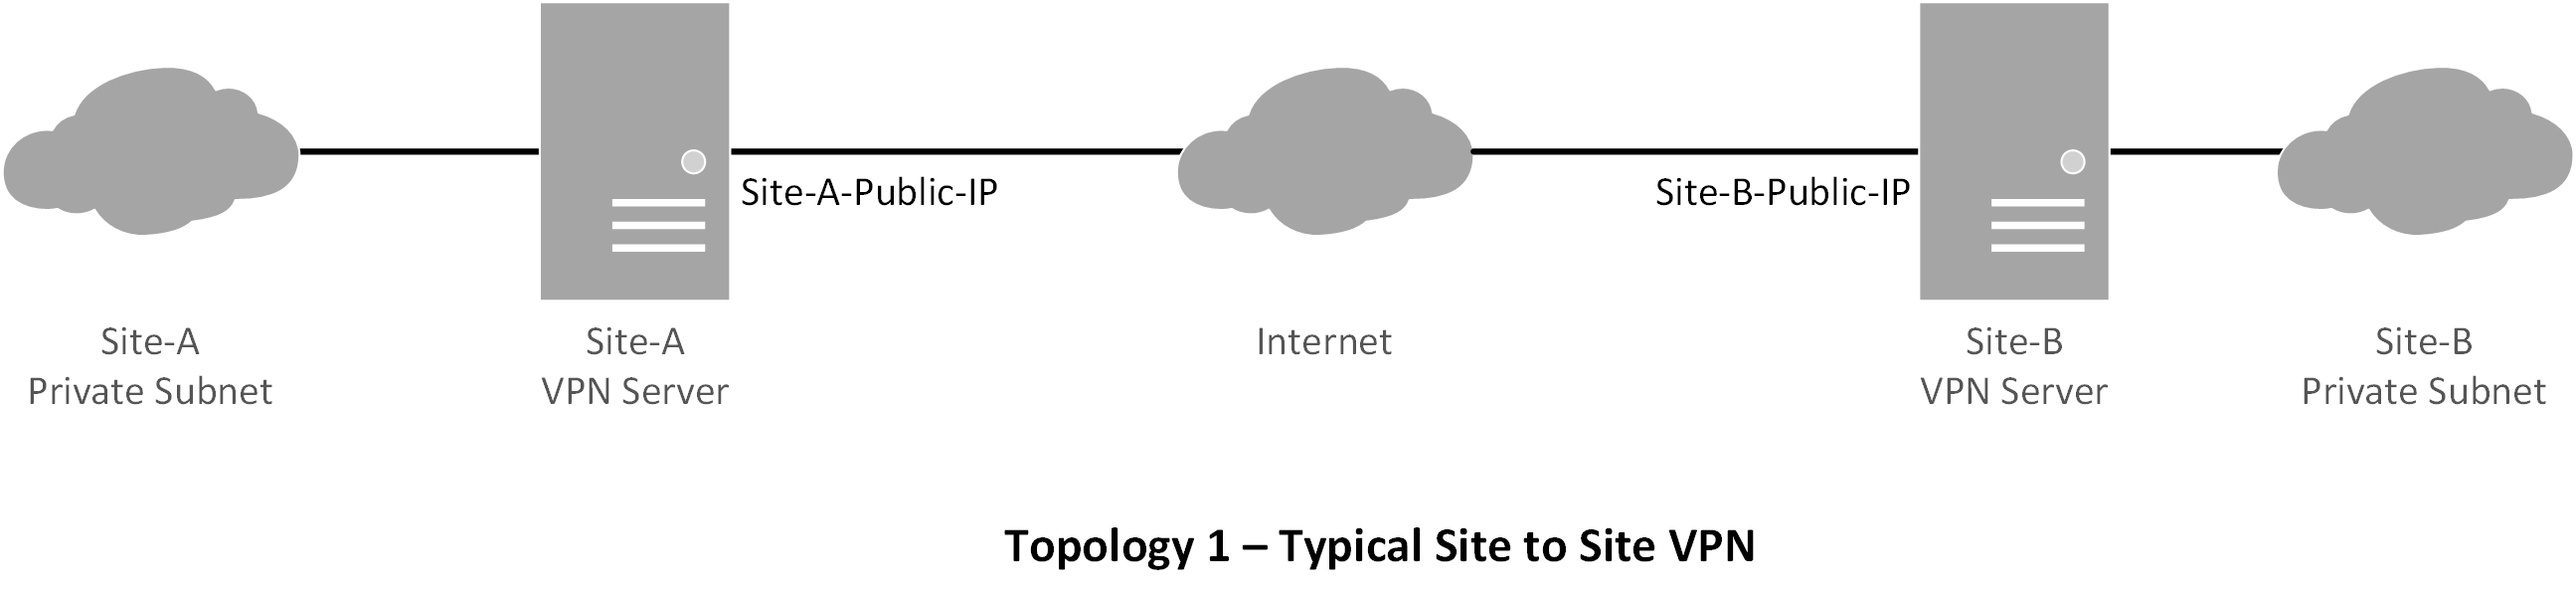 Site-A-Public-IP
Site-B-Public-IP
Site-A
Private Subnet
Site-A
VPN Server
Internet
Site-B
VPN Server
Site-B
Private Subnet
Topology 1 – Typical Site to Site VPN